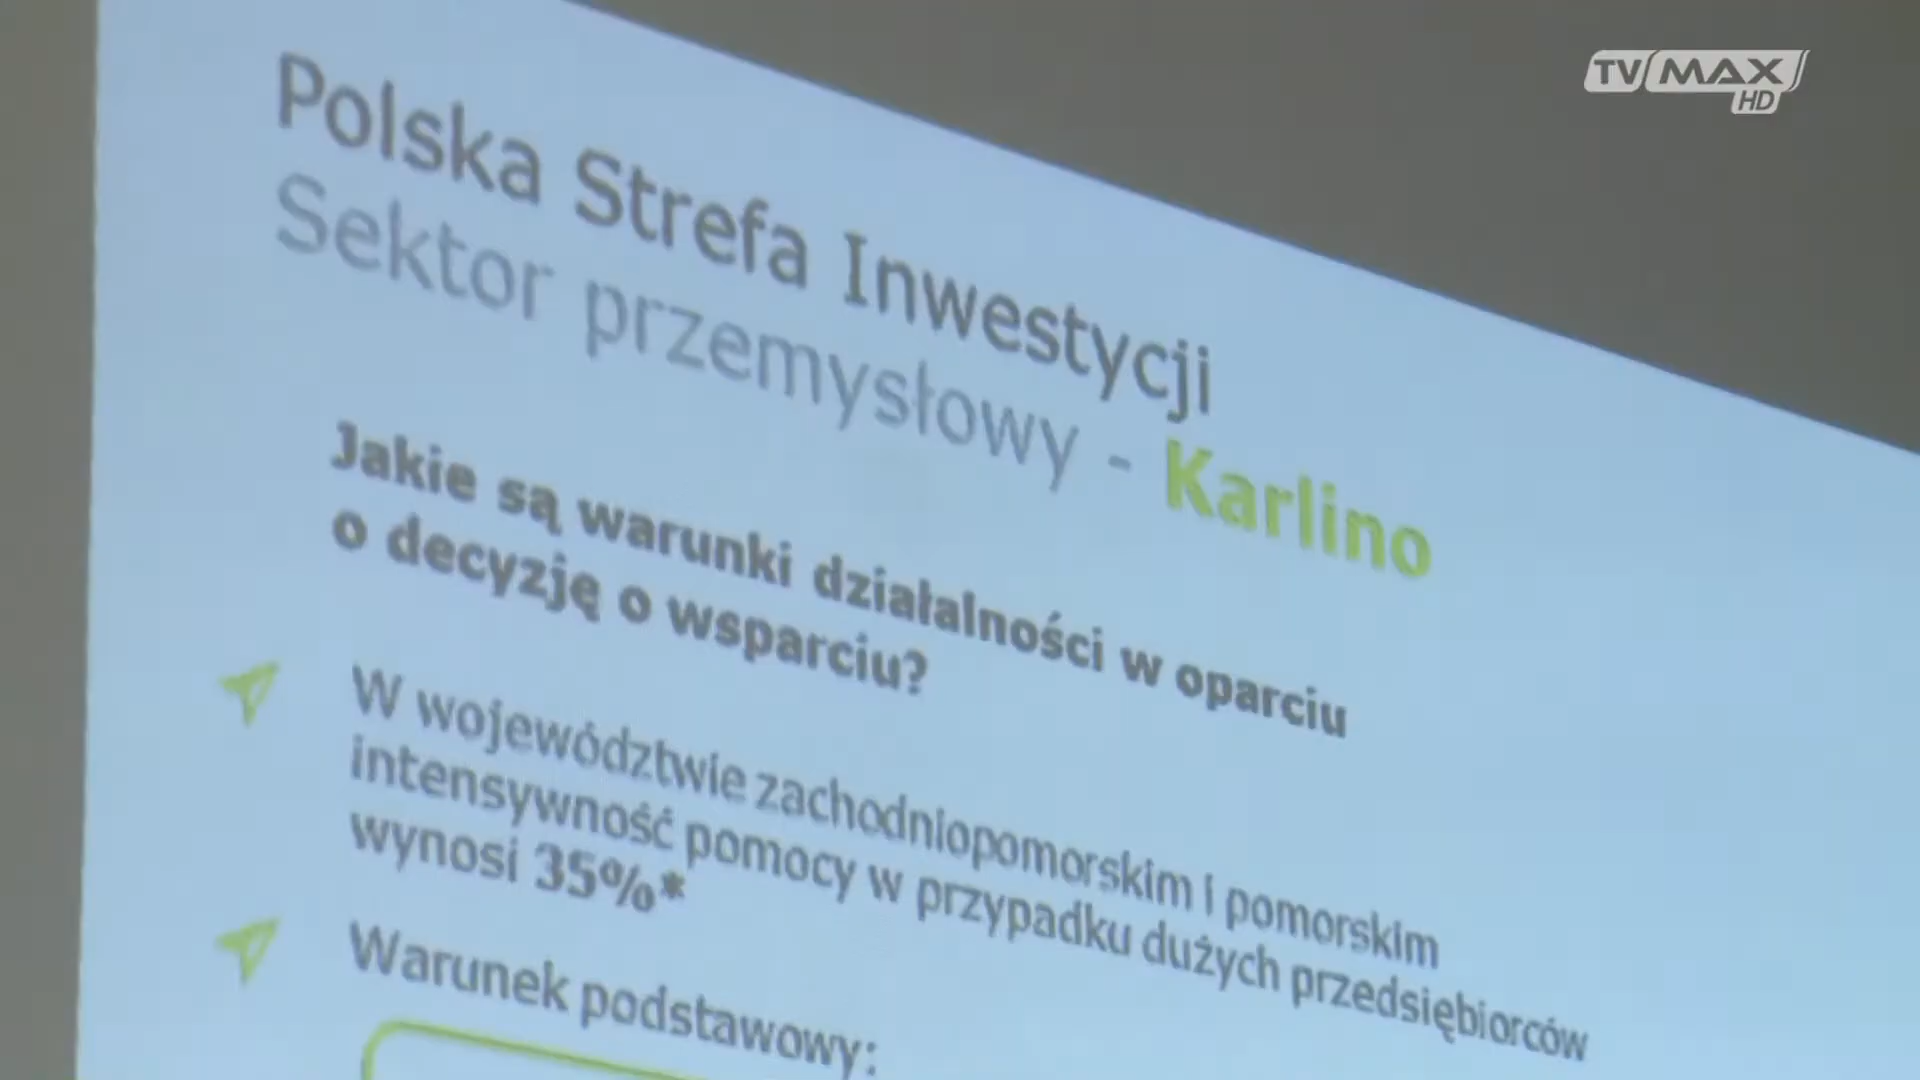 TV MAX
HD
Polska Strefa Inwestycji
Sektor przemysłowy - Karlino
Jakie są warunki działalności w oparciu
o decyzję o wsparciu?
W województwie zachodniopomorskim i pomorskim
intensywność pomocy w przypadku dużych przedsiębiorców
wynosi 35%*
Warunek podstawowy: